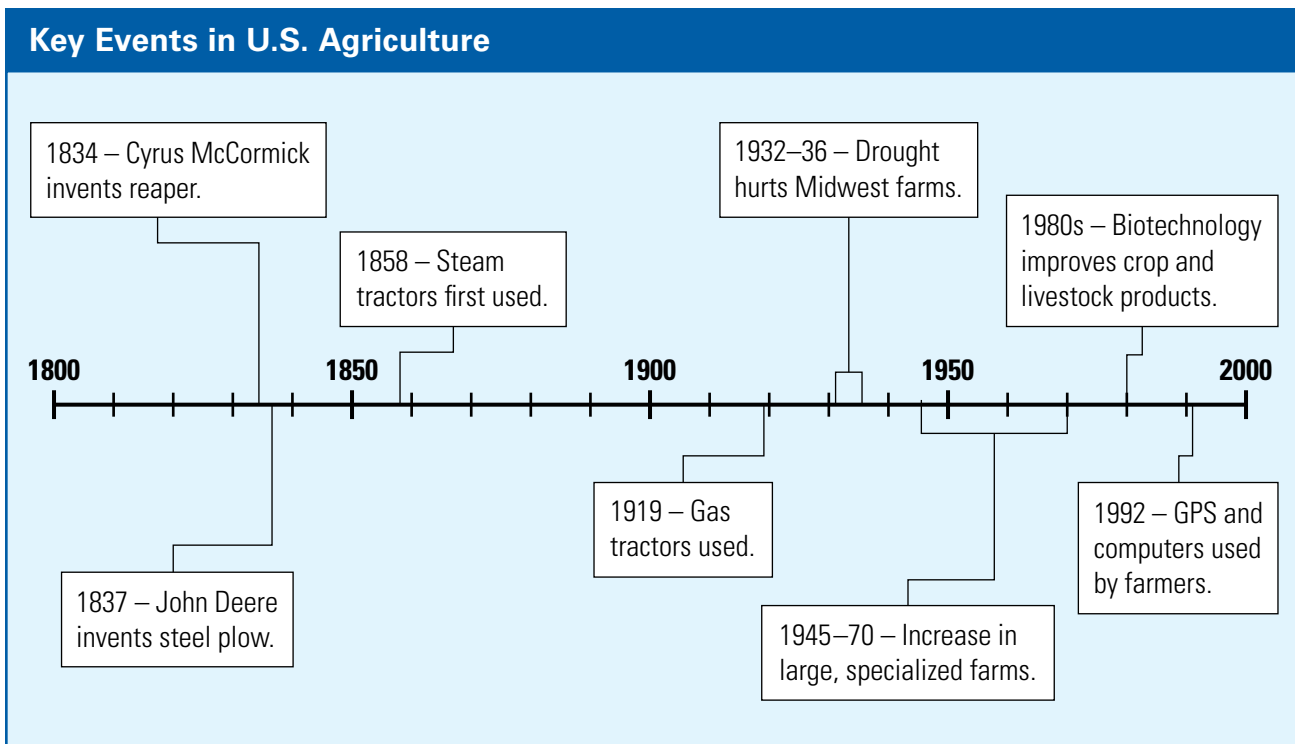 Key Events in U.S. Agriculture
1834 – Cyrus McCormick
invents reaper.
1932–36 – Drought
hurts Midwest farms.
1980s – Biotechnology
improves crop and
livestock products.
1858 – Steam
tractors first used.
1800
1850
1900
1950
2000
1919 – Gas
tractors used.
1992 – GPS and
computers used
by farmers.
1837 – John Deere
invents steel plow.
1945–70 – Increase in
large, specialized farms.